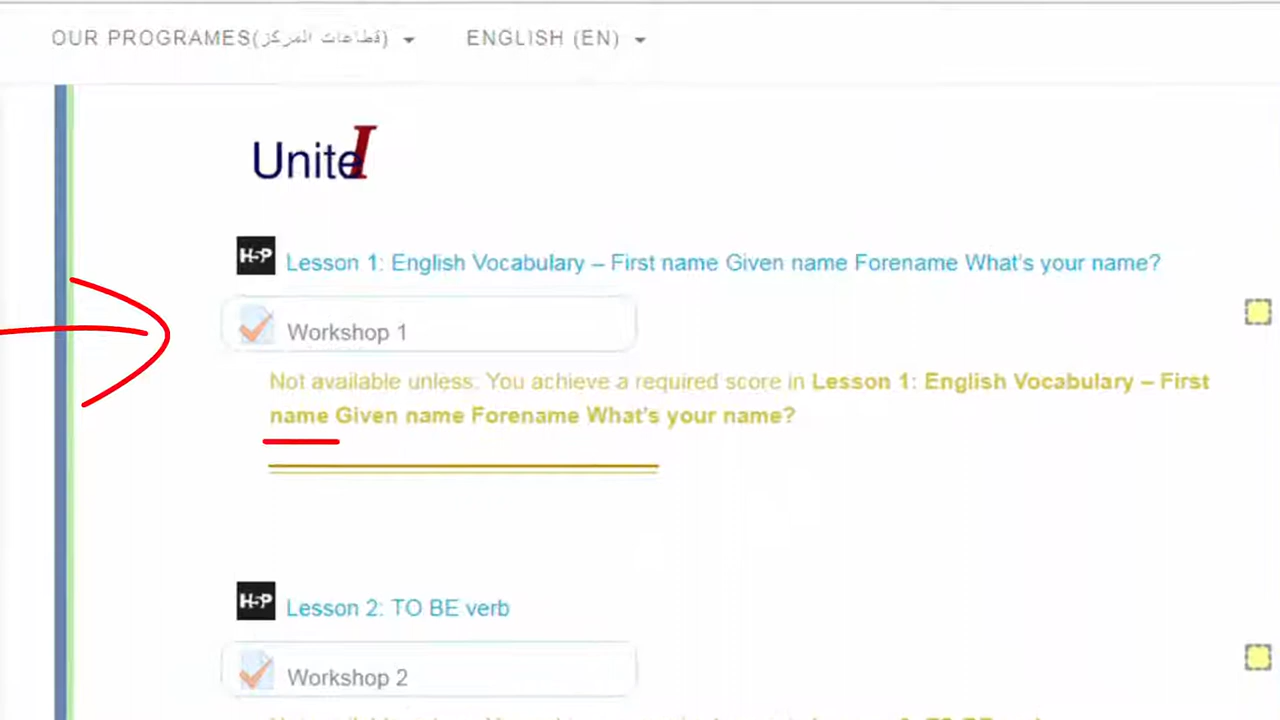 OUR PROGRAMES(قطاعات المركز) ENGLISH (EN)
Unite I
H-P Lesson 1: English Vocabulary – First name Given name Forename What's your name?
Workshop 1
Not available unless: You achieve a required score in Lesson 1: English Vocabulary – First
name Given name Forename What's your name?
H-P Lesson 2: TO BE verb
Workshop 2